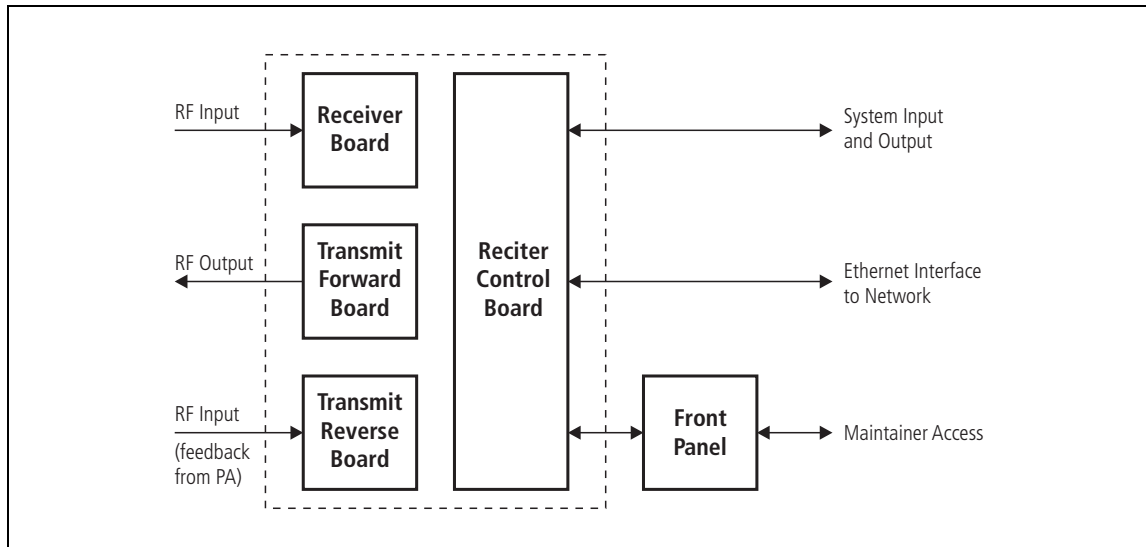 RF Input
Receiver
Board
System Input
and Output
RF Output
Transmit
Forward
Board
Reciter
Control
Board
Ethernet Interface
to Network
RF Input
(feedback
from PA)
Transmit
Reverse
Board
Front
Panel
Maintainer Access